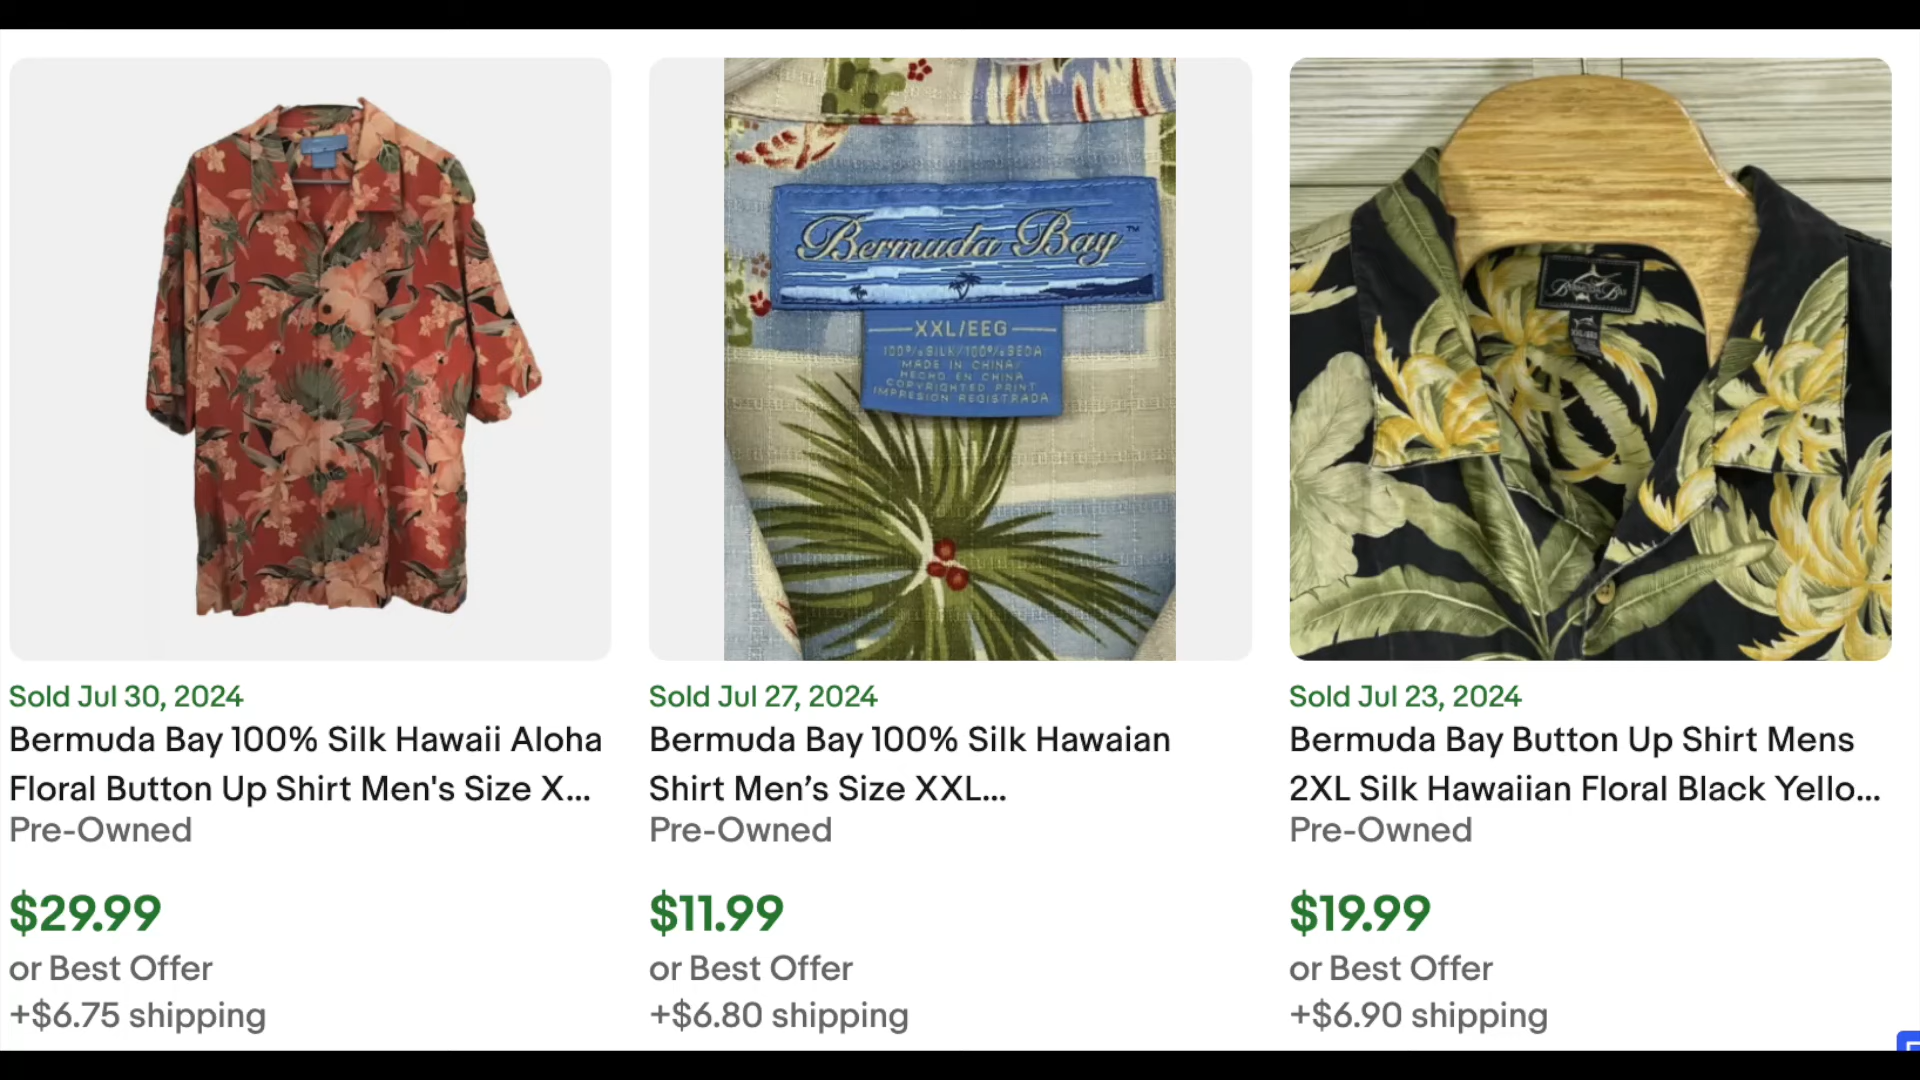 Bermuda Bay™
XXL/EEG
100% SILK/100% SEDA
MADE IN CHINA/
HECHO EN CHINA
COPYRIGHTED PRINT
IMPRESION REGISTRADA
Sold Jul 30, 2024
Bermuda Bay 100% Silk Hawaii Aloha
Floral Button Up Shirt Men's Size X...
Pre-Owned
$29.99
or Best Offer
+$6.75 shipping
Sold Jul 27, 2024
Bermuda Bay 100% Silk Hawaian
Shirt Men’s Size XXL...
Pre-Owned
$11.99
or Best Offer
+$6.80 shipping
Sold Jul 23, 2024
Bermuda Bay Button Up Shirt Mens
2XL Silk Hawaiian Floral Black Yello...
Pre-Owned
$19.99
or Best Offer
+$6.90 shipping